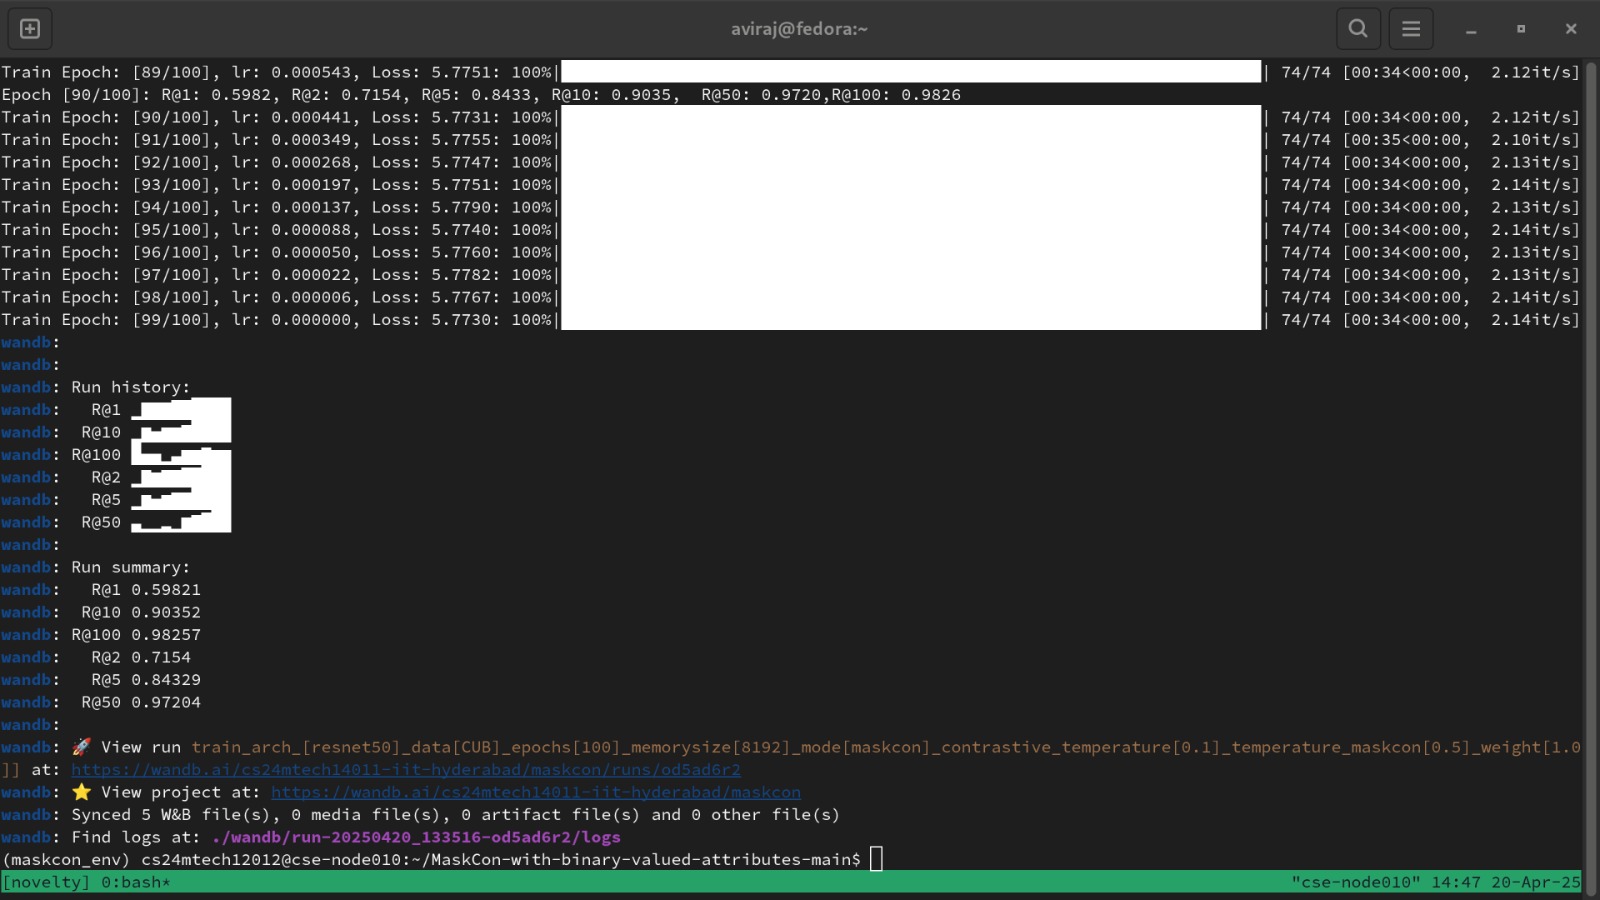 aviraj@fedora:~
Train Epoch: [89/100], lr: 0.000543, Loss: 5.7751: 100%| | 74/74 [00:34<00:00,  2.12it/s]
Epoch [90/100]: R@1: 0.5982, R@2: 0.7154, R@5: 0.8433, R@10: 0.9035,  R@50: 0.9720,R@100: 0.9826
Train Epoch: [90/100], lr: 0.000441, Loss: 5.7731: 100%| | 74/74 [00:34<00:00,  2.12it/s]
Train Epoch: [91/100], lr: 0.000349, Loss: 5.7755: 100%| | 74/74 [00:35<00:00,  2.10it/s]
Train Epoch: [92/100], lr: 0.000268, Loss: 5.7747: 100%| | 74/74 [00:34<00:00,  2.13it/s]
Train Epoch: [93/100], lr: 0.000197, Loss: 5.7751: 100%| | 74/74 [00:34<00:00,  2.14it/s]
Train Epoch: [94/100], lr: 0.000137, Loss: 5.7790: 100%| | 74/74 [00:34<00:00,  2.13it/s]
Train Epoch: [95/100], lr: 0.000088, Loss: 5.7740: 100%| | 74/74 [00:34<00:00,  2.14it/s]
Train Epoch: [96/100], lr: 0.000050, Loss: 5.7760: 100%| | 74/74 [00:34<00:00,  2.13it/s]
Train Epoch: [97/100], lr: 0.000022, Loss: 5.7782: 100%| | 74/74 [00:34<00:00,  2.13it/s]
Train Epoch: [98/100], lr: 0.000006, Loss: 5.7767: 100%| | 74/74 [00:34<00:00,  2.14it/s]
Train Epoch: [99/100], lr: 0.000000, Loss: 5.7730: 100%| | 74/74 [00:34<00:00,  2.14it/s]
wandb:
wandb:
wandb: Run history:
wandb:   R@1
wandb:  R@10
wandb: R@100
wandb:   R@2
wandb:   R@5
wandb:  R@50
wandb:
wandb: Run summary:
wandb:   R@1 0.59821
wandb:  R@10 0.90352
wandb: R@100 0.98257
wandb:   R@2 0.7154
wandb:   R@5 0.84329
wandb:  R@50 0.97204
wandb:
wandb: 🚀 View run train_arch_[resnet50]_data[CUB]_epochs[100]_memorysize[8192]_mode[maskcon]_contrastive_temperature[0.1]_temperature_maskcon[0.5]_weight[1.0
]] at: https://wandb.ai/cs24mtech14011-iit-hyderabad/maskcon/runs/od5ad6r2
wandb: ⭐ View project at: https://wandb.ai/cs24mtech14011-iit-hyderabad/maskcon
wandb: Synced 5 W&B file(s), 0 media file(s), 0 artifact file(s) and 0 other file(s)
wandb: Find logs at: ./wandb/run-20250420_133516-od5ad6r2/logs
(maskcon_env) cs24mtech12012@cse-node010:~/MaskCon-with-binary-valued-attributes-main$
[novelty] 0:bash* "cse-node010" 14:47 20-Apr-25